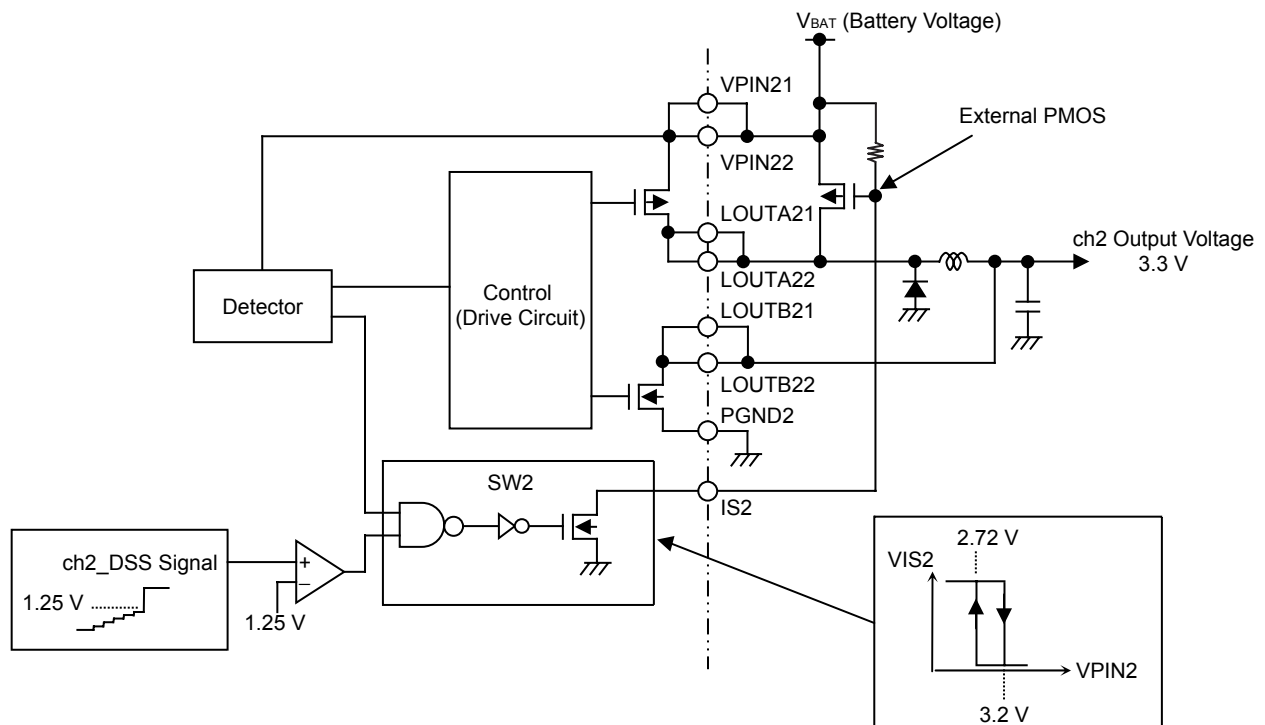 VBAT (Battery Voltage)
VPIN21
External PMOS
VPIN22
LOUTA21
ch2 Output Voltage
3.3 V
LOUTA22
Detector
Control
(Drive Circuit)
LOUTB21
LOUTB22
PGND2
SW2
IS2
ch2_DSS Signal
1.25 V
+
−
1.25 V
2.72 V
VIS2
VPIN2
3.2 V